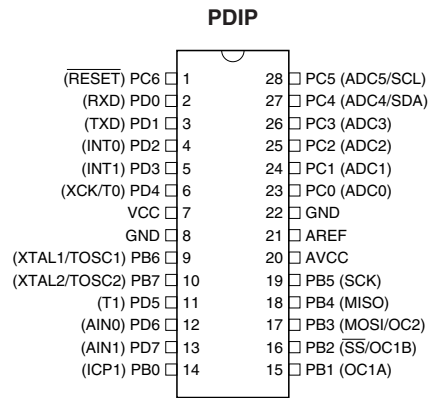 PDIP
(RESET) PC6 1 28 PC5 (ADC5/SCL)
(RXD) PD0 2 27 PC4 (ADC4/SDA)
(TXD) PD1 3 26 PC3 (ADC3)
(INT0) PD2 4 25 PC2 (ADC2)
(INT1) PD3 5 24 PC1 (ADC1)
(XCK/T0) PD4 6 23 PC0 (ADC0)
VCC 7 22 GND
GND 8 21 AREF
(XTAL1/TOSC1) PB6 9 20 AVCC
(XTAL2/TOSC2) PB7 10 19 PB5 (SCK)
(T1) PD5 11 18 PB4 (MISO)
(AIN0) PD6 12 17 PB3 (MOSI/OC2)
(AIN1) PD7 13 16 PB2 (SS/OC1B)
(ICP1) PB0 14 15 PB1 (OC1A)